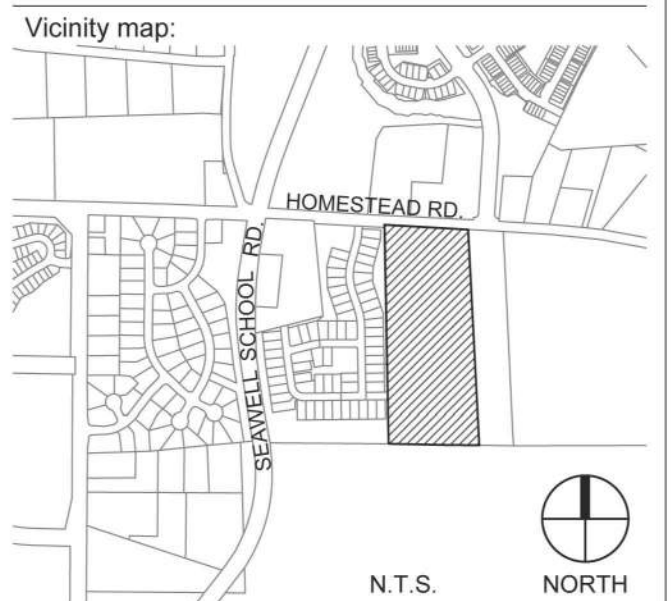 Vicinity map:
HOMESTEAD RD.
SEAWELL SCHOOL RD.
N.T.S.
NORTH